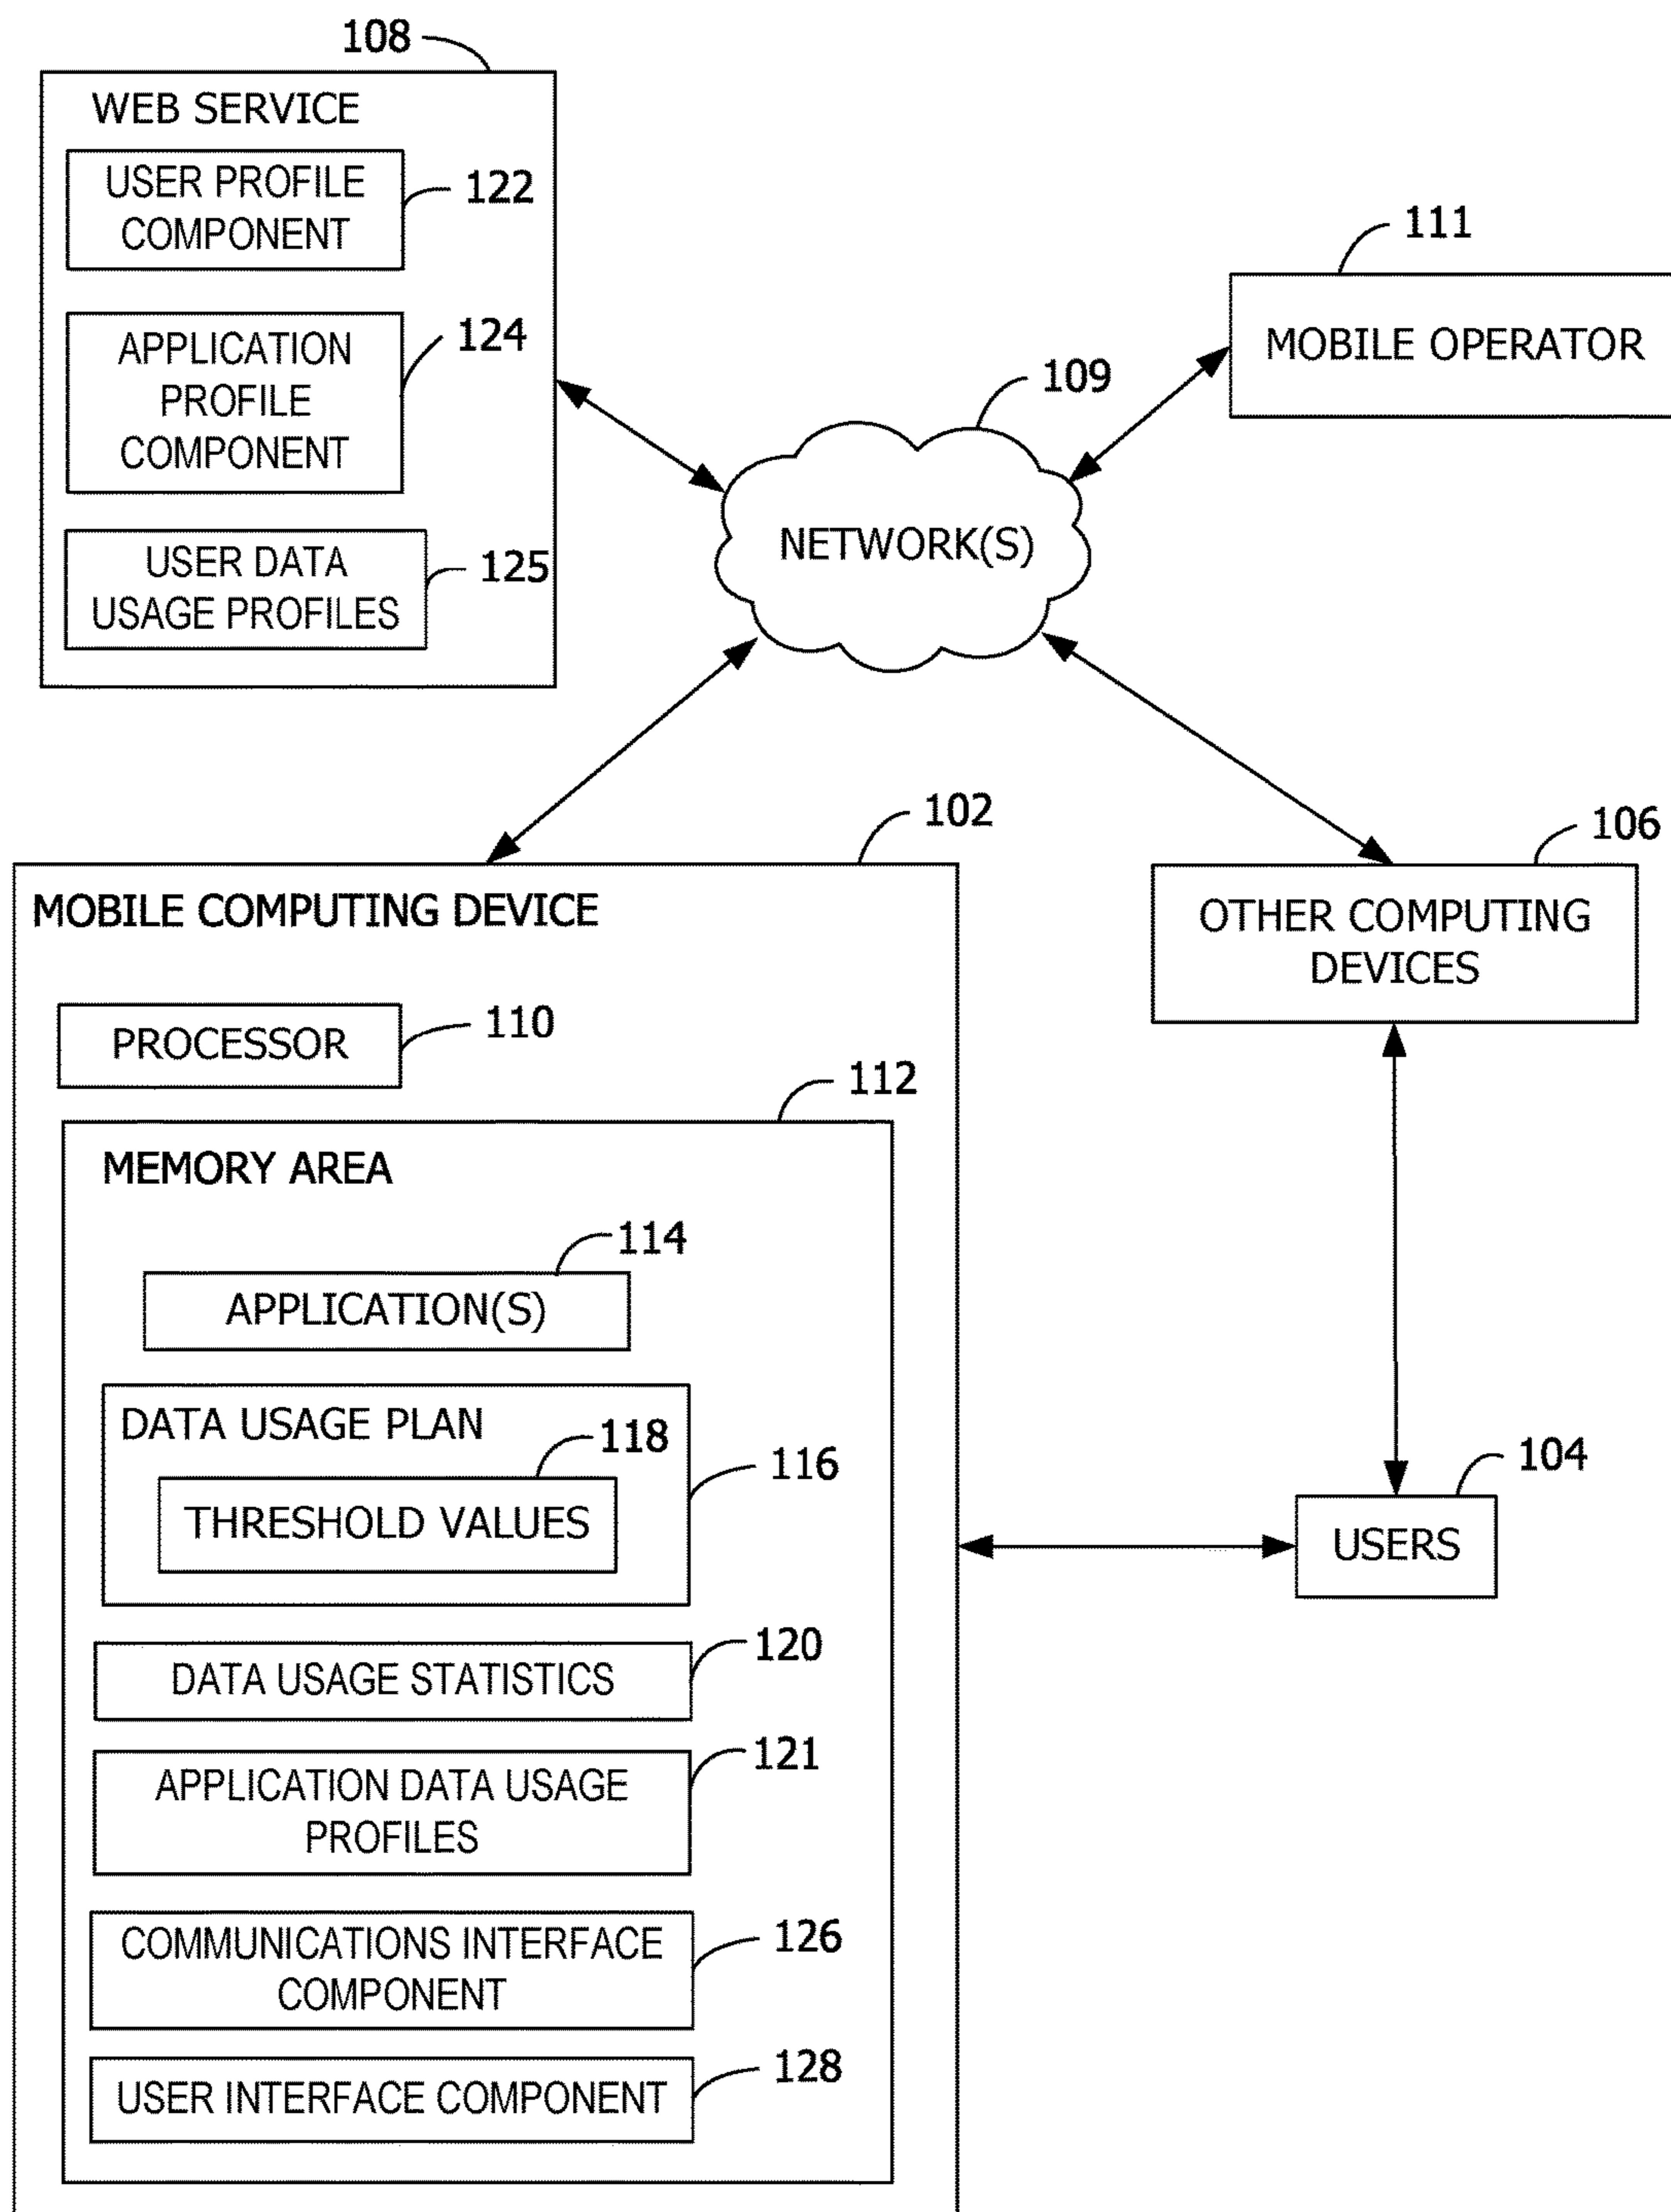 108
WEB SERVICE
USER PROFILE
COMPONENT
122
APPLICATION
PROFILE
COMPONENT
124
USER DATA
USAGE PROFILES
125
111
MOBILE OPERATOR
109
NETWORK(S)
102
MOBILE COMPUTING DEVICE
PROCESSOR
110
112
MEMORY AREA
114
APPLICATION(S)
DATA USAGE PLAN
118
THRESHOLD VALUES
116
120
DATA USAGE STATISTICS
121
APPLICATION DATA USAGE
PROFILES
COMMUNICATIONS INTERFACE
COMPONENT
126
128
USER INTERFACE COMPONENT
106
OTHER COMPUTING
DEVICES
104
USERS